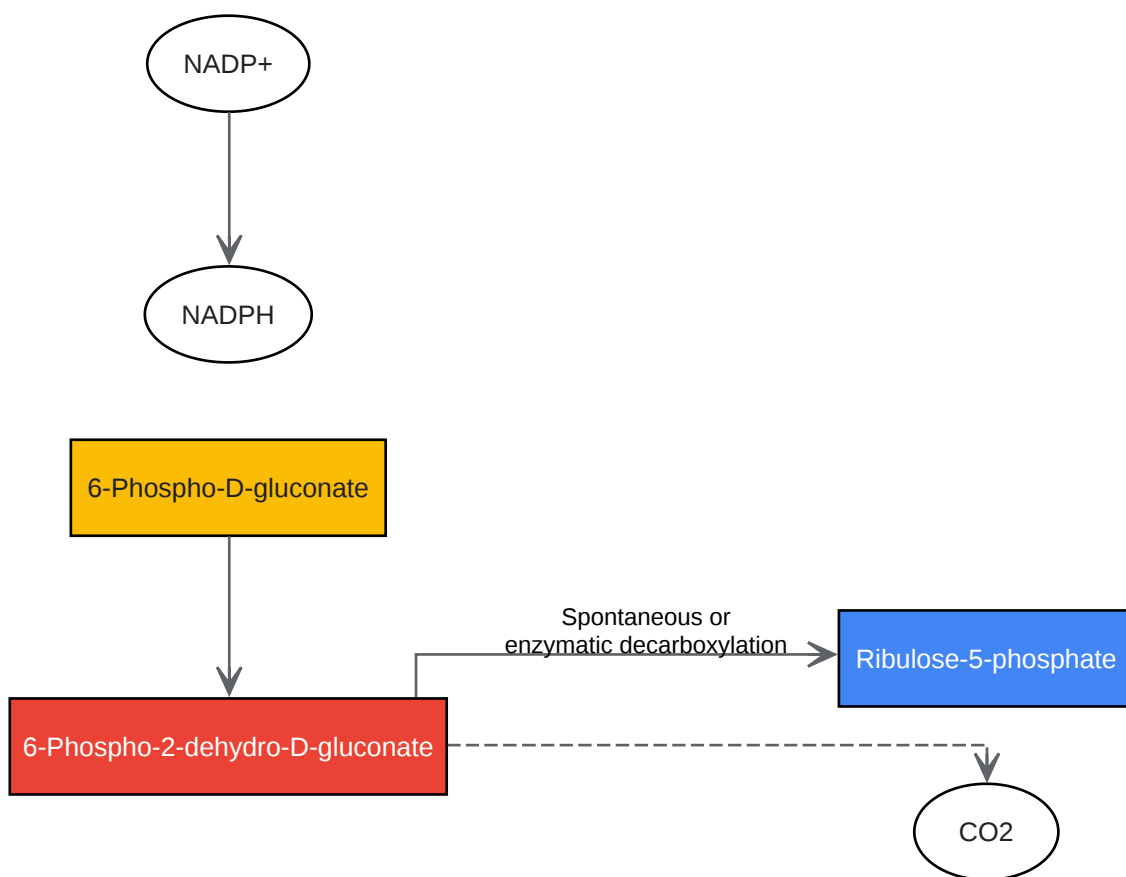 NADP+
NADPH
6-Phospho-D-gluconate
Spontaneous or
enzymatic decarboxylation
Ribulose-5-phosphate
6-Phospho-2-dehydro-D-gluconate
CO2